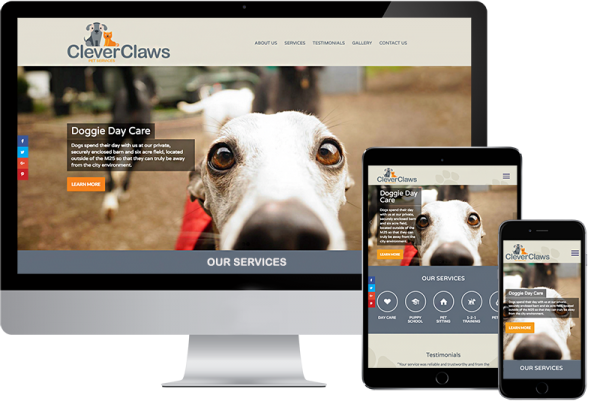 CleverClaws
PET SERVICES
ABOUT US SERVICES TESTIMONIALS GALLERY CONTACT US
Doggie Day Care
Dogs spend their day with us at our private,
securely enclosed barn and six acre field, located
outside of the M25 so that they can truly be away
from the city environment.
LEARN MORE
OUR SERVICES
CleverClaws
Doggie Day
Care
Dogs spend their day
with us at our private,
securely enclosed barn
and six acre field,
located outside of the
M25 so that they can
truly be away from the
city environment.
LEARN MORE
OUR SERVICES
DAY CARE
PUPPY
SCHOOL
PET
SITTING
1-2-1
TRAINING
PET
Testimonials
"Your service was reliable and trustworthy and from the
CleverClaws
Doggie Day Care
Dogs spend their day with us at our private,
securely enclosed barn and six acre field,
located outside of the M25 so that they can
truly be away from the city environment.
LEARN MORE
OUR SERVICES